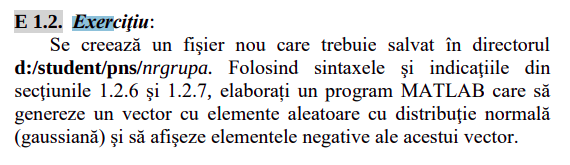 E 1.2. Exerciţiu:
Se creează un fişier nou care trebuie salvat în directorul
d:/student/pns/nrgrupa. Folosind sintaxele şi indicaţiile din
secţiunile 1.2.6 şi 1.2.7, elaborați un program MATLAB care să
genereze un vector cu elemente aleatoare cu distribuţie normală
(gaussiană) şi să afişeze elementele negative ale acestui vector.